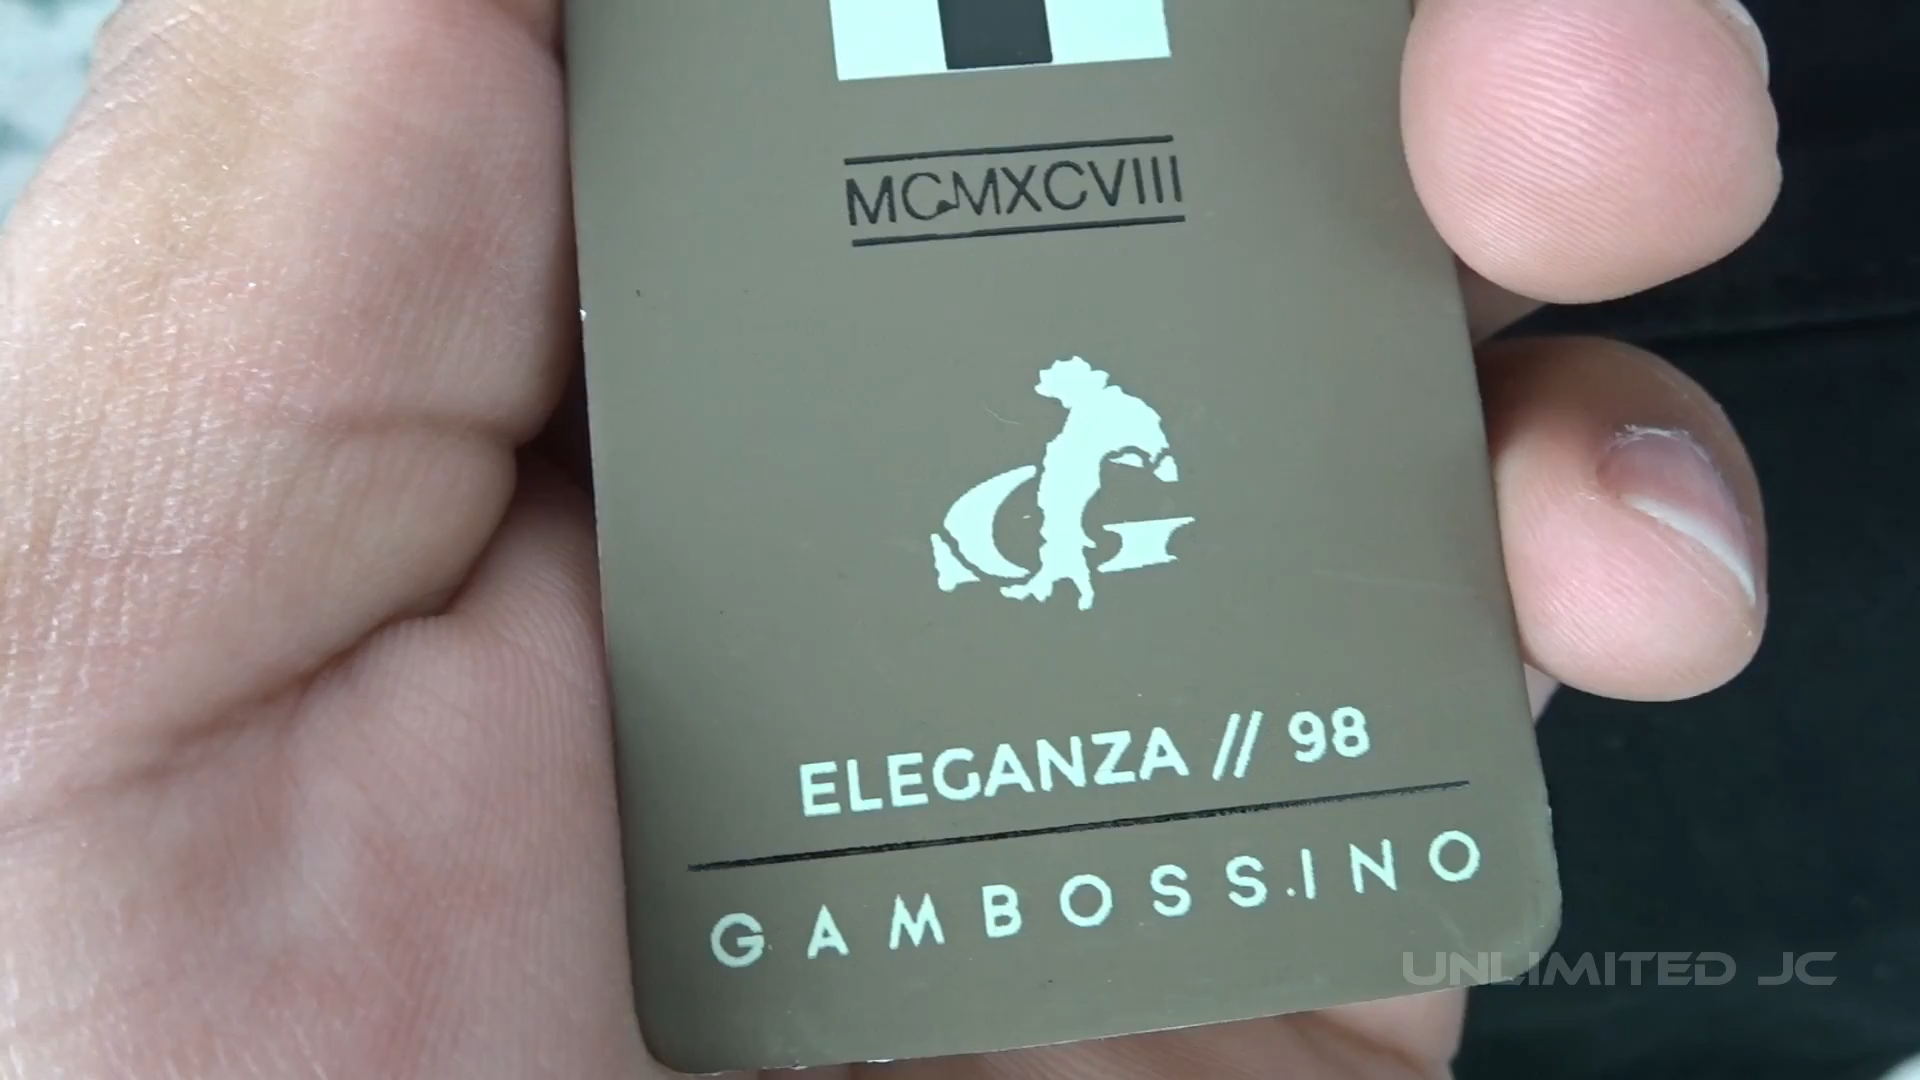 MCMXCVIII
G
ELEGANZA // 98
GAMBOSSINO
UNLIMITED JC